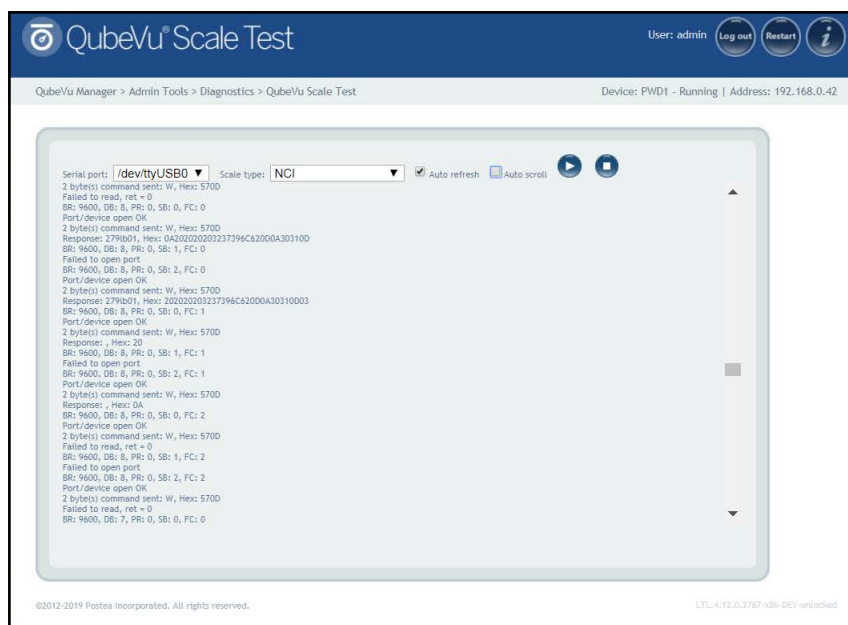 QubeVu® Scale Test
User: admin
Log out
Restart
i
QubeVu Manager > Admin Tools > Diagnostics > QubeVu Scale Test
Device: PWD1 - Running | Address: 192.168.0.42
Serial port: /dev/ttyUSB0 ▼ Scale type: NCI ▼ Auto refresh Auto scroll
2 byte(s) command sent: W, Hex: 570D
Failed to read, ret = 0
BR: 9600, DB: 8, PR: 0, SB: 0, FC: 0
Port/device open OK
2 byte(s) command sent: W, Hex: 570D
Response: 279lb01, Hex: 0A202020203237396C620D0A30310D
BR: 9600, DB: 8, PR: 0, SB: 1, FC: 0
Failed to open port
BR: 9600, DB: 8, PR: 0, SB: 2, FC: 0
Port/device open OK
2 byte(s) command sent: W, Hex: 570D
Response: 279lb01, Hex: 202020203237396C620D0A30310D03
BR: 9600, DB: 8, PR: 0, SB: 0, FC: 1
Port/device open OK
2 byte(s) command sent: W, Hex: 570D
Response: , Hex: 20
BR: 9600, DB: 8, PR: 0, SB: 1, FC: 1
Failed to open port
BR: 9600, DB: 8, PR: 0, SB: 2, FC: 1
Port/device open OK
2 byte(s) command sent: W, Hex: 570D
Response: , Hex: 0A
BR: 9600, DB: 8, PR: 0, SB: 0, FC: 2
Port/device open OK
2 byte(s) command sent: W, Hex: 570D
Failed to read, ret = 0
BR: 9600, DB: 8, PR: 0, SB: 1, FC: 2
Failed to open port
BR: 9600, DB: 8, PR: 0, SB: 2, FC: 2
Port/device open OK
2 byte(s) command sent: W, Hex: 570D
Failed to read, ret = 0
BR: 9600, DB: 7, PR: 0, SB: 0, FC: 0
©2012-2019 Postea Incorporated. All rights reserved.
LTL:4.12.0.2767-x86-DEV-unlocked